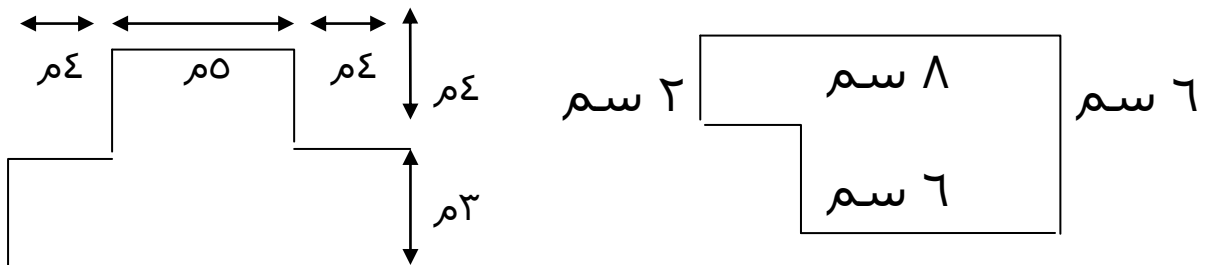 ٤م ٥م ٤م
٤م
٣م
٨ سم
٢ سم
٦ سم
٦ سم